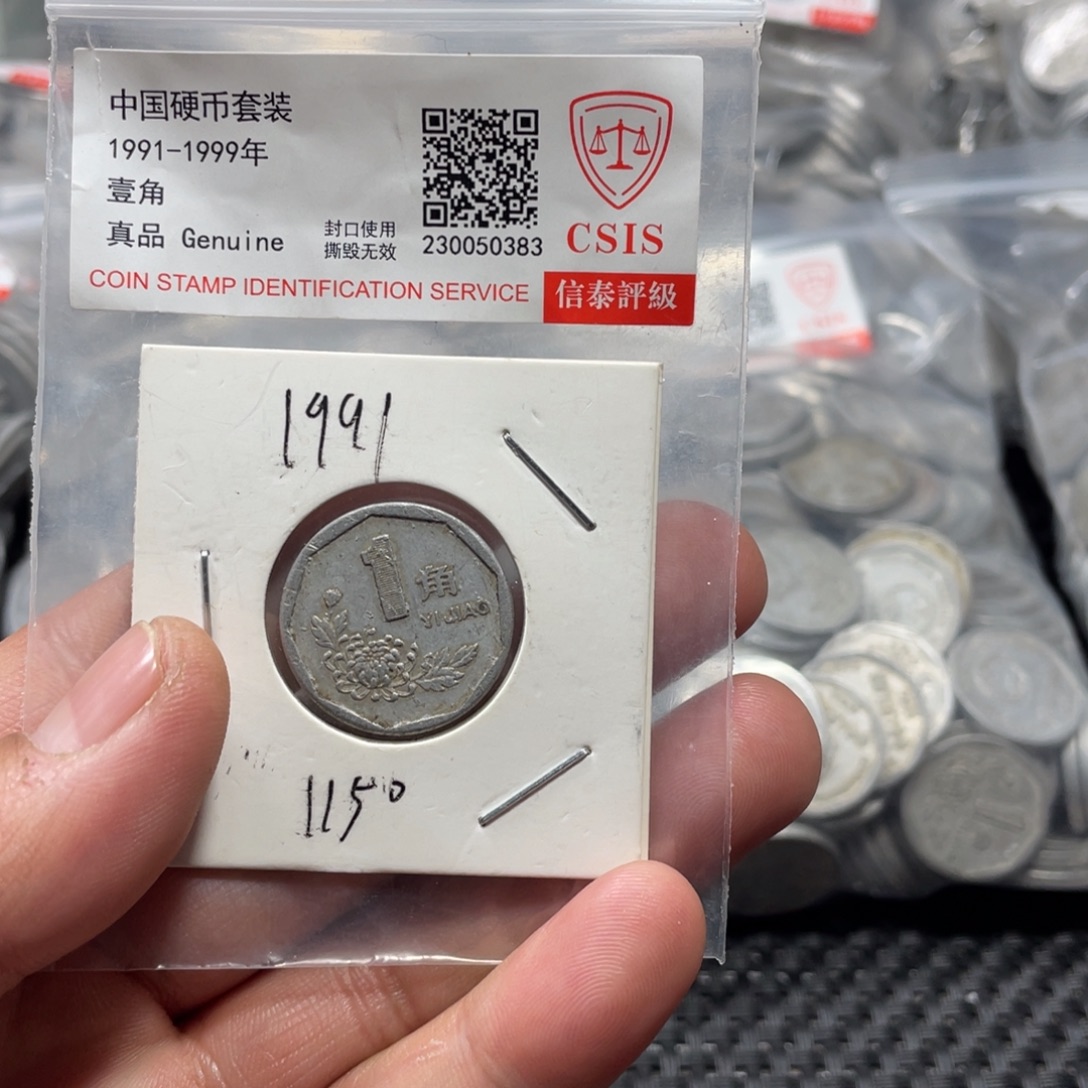 中国硬币套装
1991-1999年
壹角
真品 Genuine
封口使用
撕毁无效
230050383
CSIS
COIN STAMP IDENTIFICATION SERVICE
信泰評級
1991
1角
YI JIAO
115°
CSIS